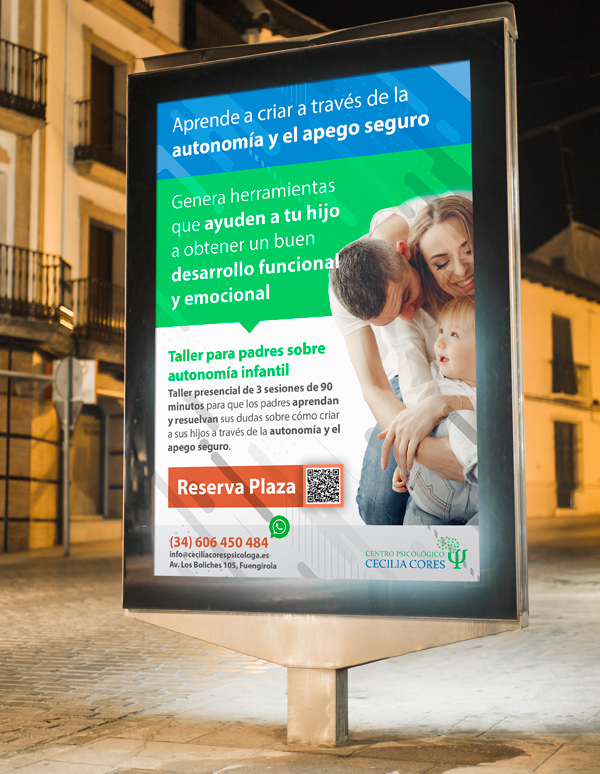 Aprende a criar a través de la
autonomía y el apego seguro
Genera herramientas
que ayuden a tu hijo
a obtener un buen
desarrollo funcional
y emocional
Taller para padres sobre
autonomía infantil
Taller presencial de 3 sesiones de 90
minutos para que los padres aprendan
y resuelvan sus dudas sobre cómo criar
a sus hijos a través de la autonomía y el
apego seguro.
Reserva Plaza
(34) 606 450 484
info@ceciliacorespsicologa.es
Av. Los Boliches 105, Fuengirola
CENTRO PSICOLÓGICO
CECILIA CORES